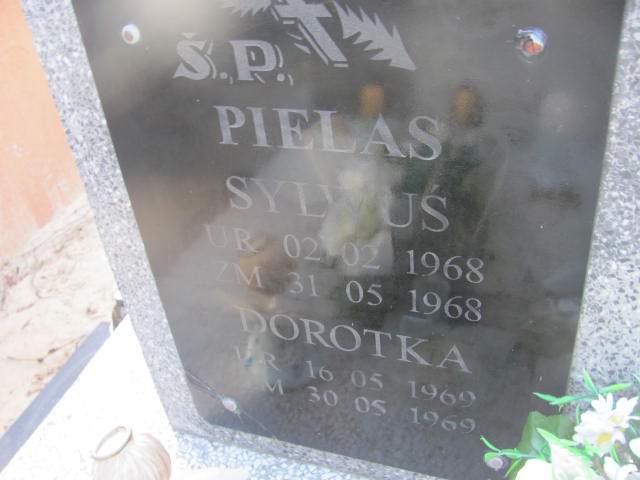 Ś.P.
PIELAS
SYLWUŚ
UR 02 02 1968
ZM 31 05 1968
DOROTKA
UR 16 05 1969
ZM 30 05 1969